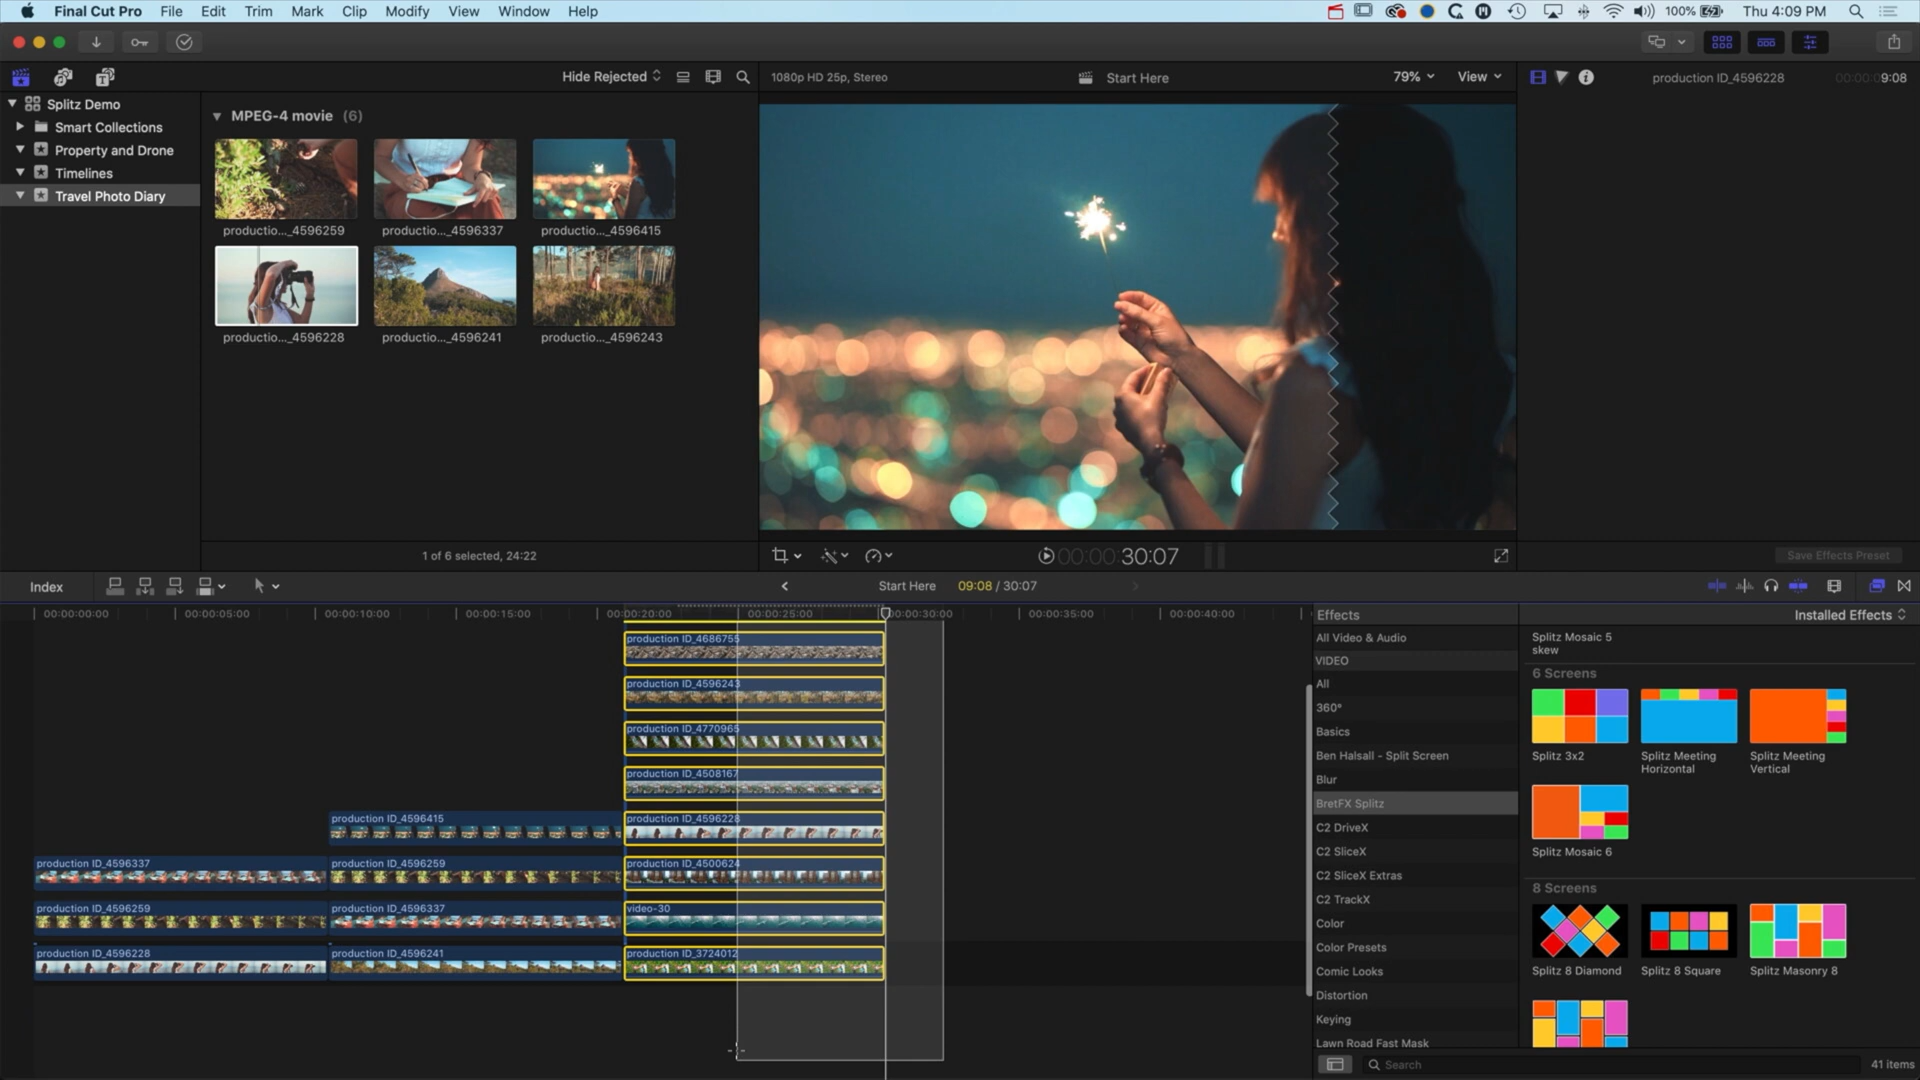 Final Cut Pro File Edit Trim Mark Clip Modify View Window Help
100% Thu 4:09 PM
Hide Rejected
1080p HD 25p, Stereo
Start Here
79%
View
production ID_4596228
00:00:09:08
Splitz Demo
Smart Collections
Property and Drone
Timelines
Travel Photo Diary
MPEG-4 movie (6)
productio..._4596259
productio..._4596337
productio..._4596415
productio..._4596228
productio..._4596241
productio..._4596243
1 of 6 selected, 24:22
00:00:30:07
Save Effects Preset
Index
Start Here
09:08 / 30:07
00:00:00:00
00:00:05:00
00:00:10:00
00:00:15:00
00:00:20:00
00:00:25:00
00:00:30:00
00:00:35:00
00:00:40:00
production ID_4686755
production ID_4596243
production ID_4770965
production ID_4508167
production ID_4596415
production ID_4596228
production ID_4596337
production ID_4596259
production ID_4500624
production ID_4596259
production ID_4596337
video-30
production ID_4596228
production ID_4596241
production ID_3724012
Effects
Installed Effects
All Video & Audio
VIDEO
All
360°
Basics
Ben Halsall - Split Screen
Blur
BretFX Splitz
C2 DriveX
C2 SliceX
C2 SliceX Extras
C2 TrackX
Color
Color Presets
Comic Looks
Distortion
Keying
Lawn Road Fast Mask
Splitz Mosaic 5
skew
6 Screens
Splitz 3x2
Splitz Meeting
Horizontal
Splitz Meeting
Vertical
Splitz Mosaic 6
8 Screens
Splitz 8 Diamond
Splitz 8 Square
Splitz Masonry 8
Search
41 items